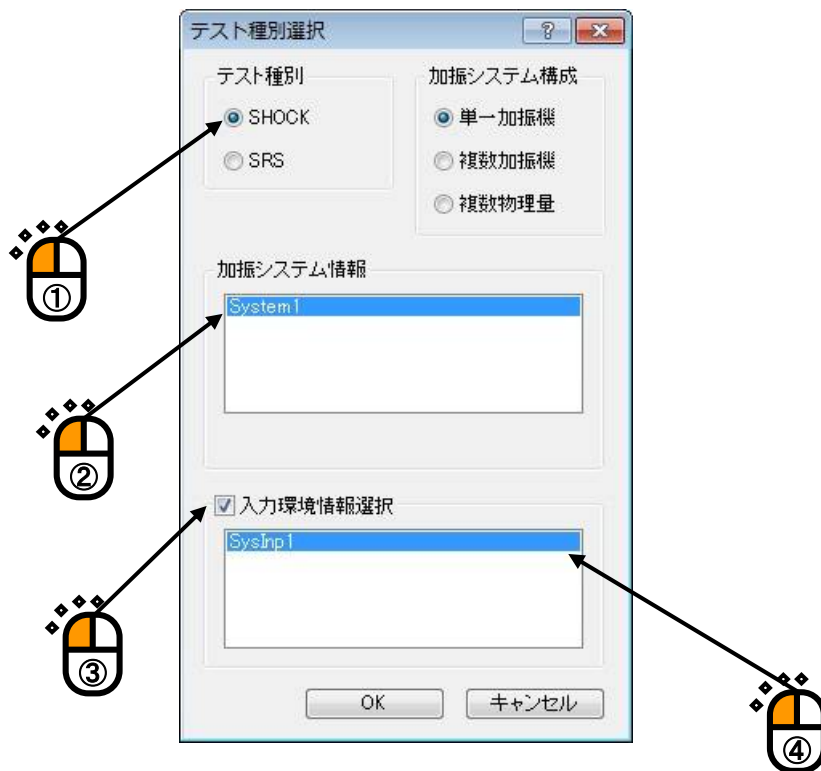 テスト種別選択
テスト種別
加振システム構成
SHOCK
単一加振機
SRS
複数加振機
複数物理量
①
加振システム情報
System1
②
入力環境情報選択
SysInp1
③
OK
キャンセル
④